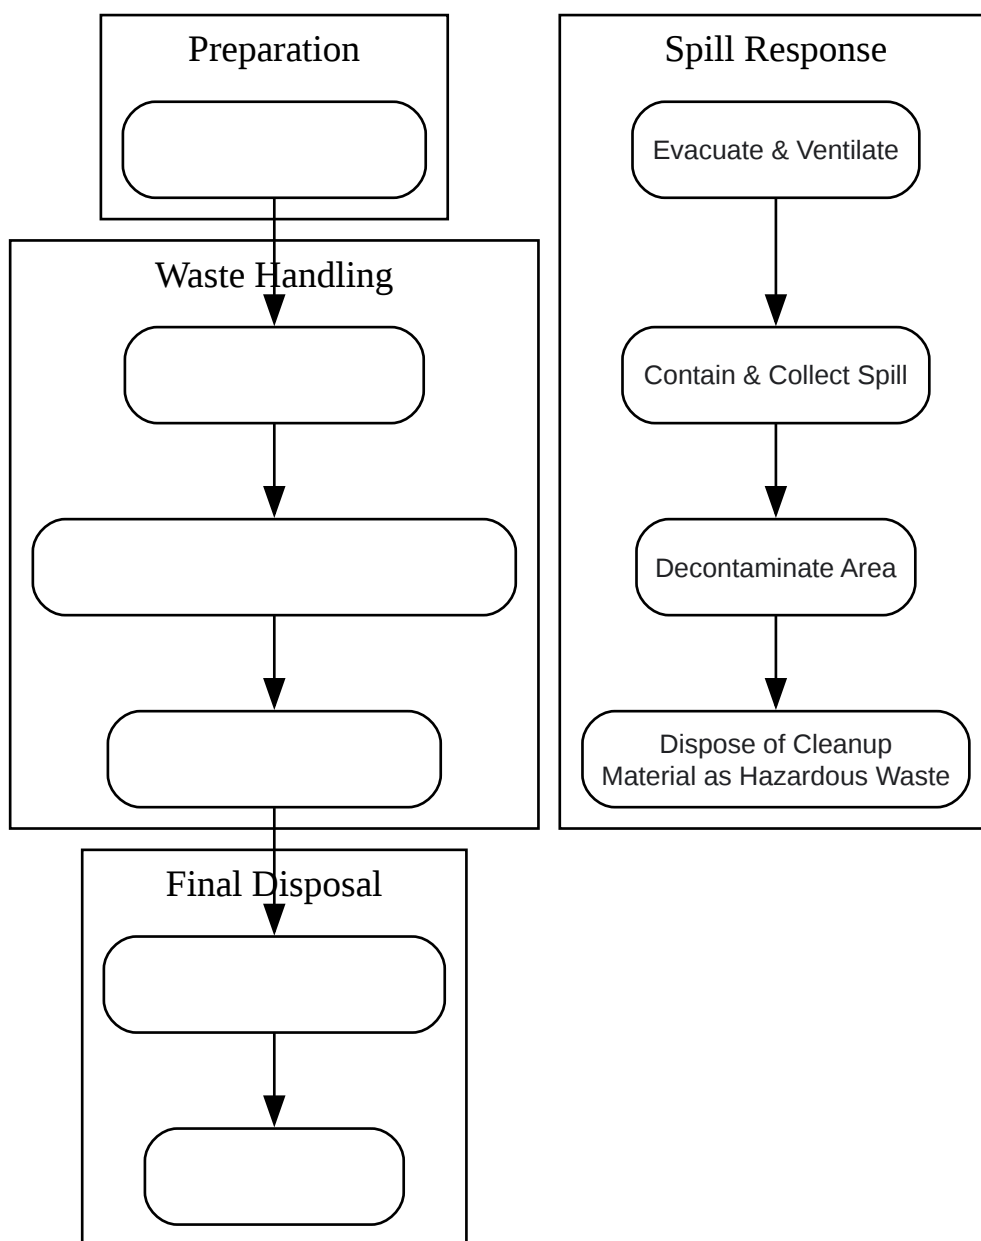 Preparation
Waste Handling
Final Disposal
Spill Response
Evacuate & Ventilate
Contain & Collect Spill
Decontaminate Area
Dispose of Cleanup
Material as Hazardous Waste